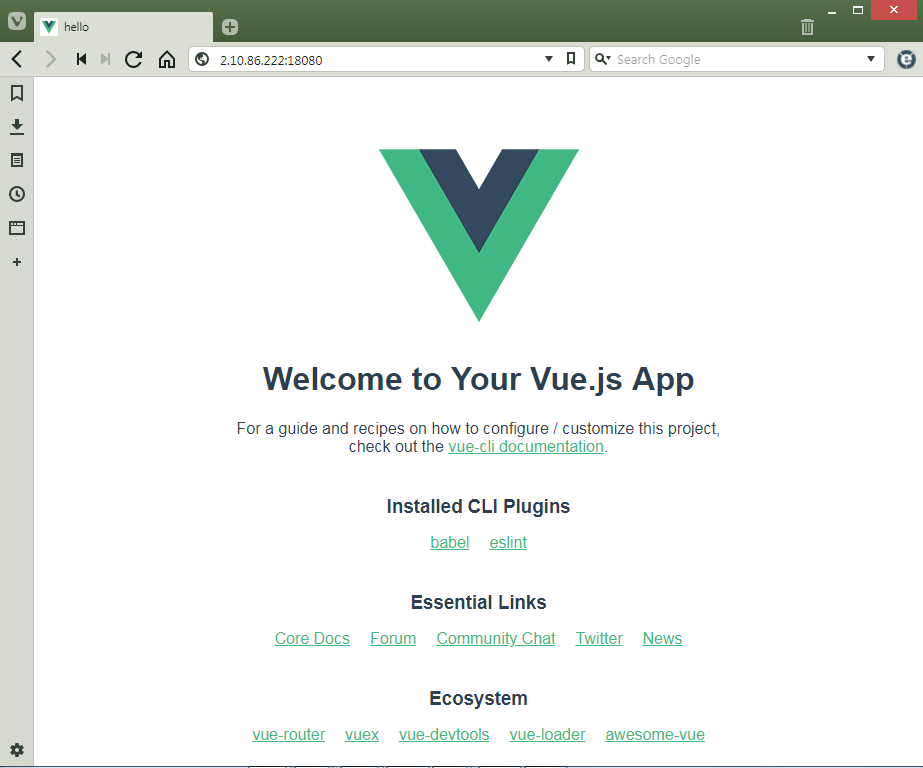 hello
2.10.86.222:18080
Search Google
Welcome to Your Vue.js App
For a guide and recipes on how to configure / customize this project,
check out the vue-cli documentation.
Installed CLI Plugins
babel eslint
Essential Links
Core Docs Forum Community Chat Twitter News
Ecosystem
vue-router vuex vue-devtools vue-loader awesome-vue